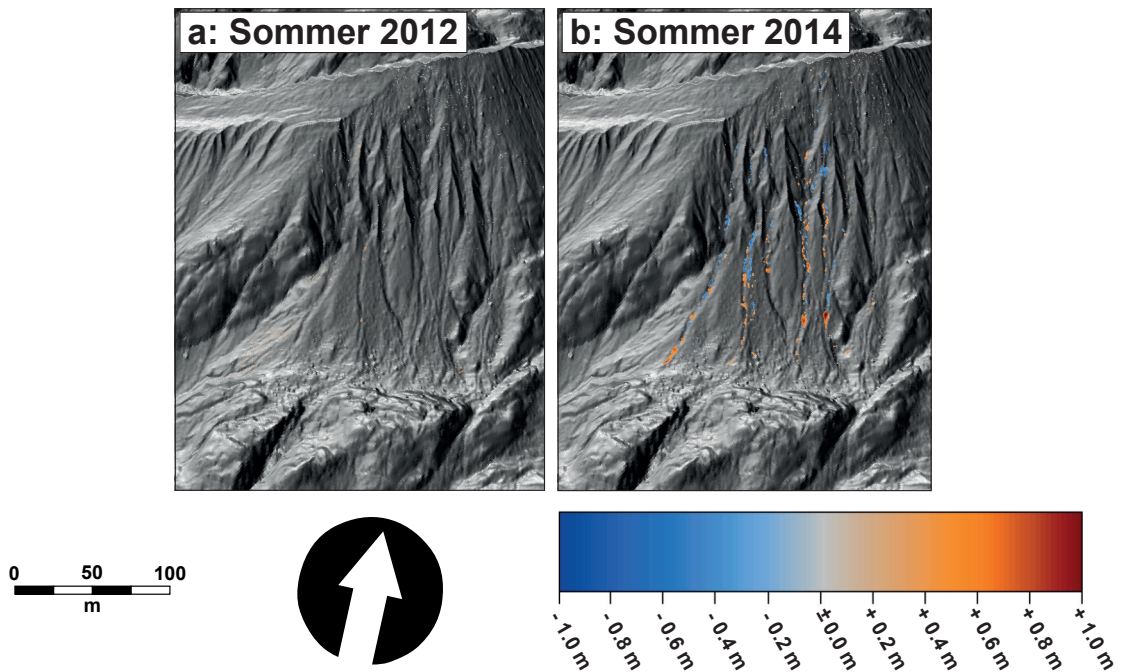 a: Sommer 2012
b: Sommer 2014
0 50 100
m
- 1.0 m
- 0.8 m
- 0.6 m
- 0.4 m
- 0.2 m
±0.0 m
+ 0.2 m
+ 0.4 m
+ 0.6 m
+ 0.8 m
+ 1.0 m